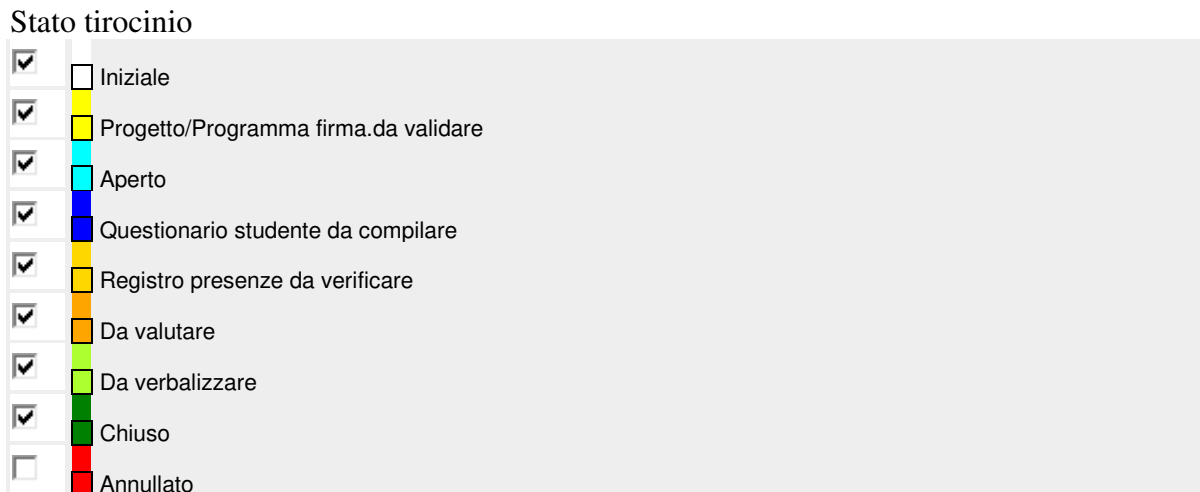 Stato tirocinio
Iniziale
Progetto/Programma firma.da validare
Aperto
Questionario studente da compilare
Registro presenze da verificare
Da valutare
Da verbalizzare
Chiuso
Annullato